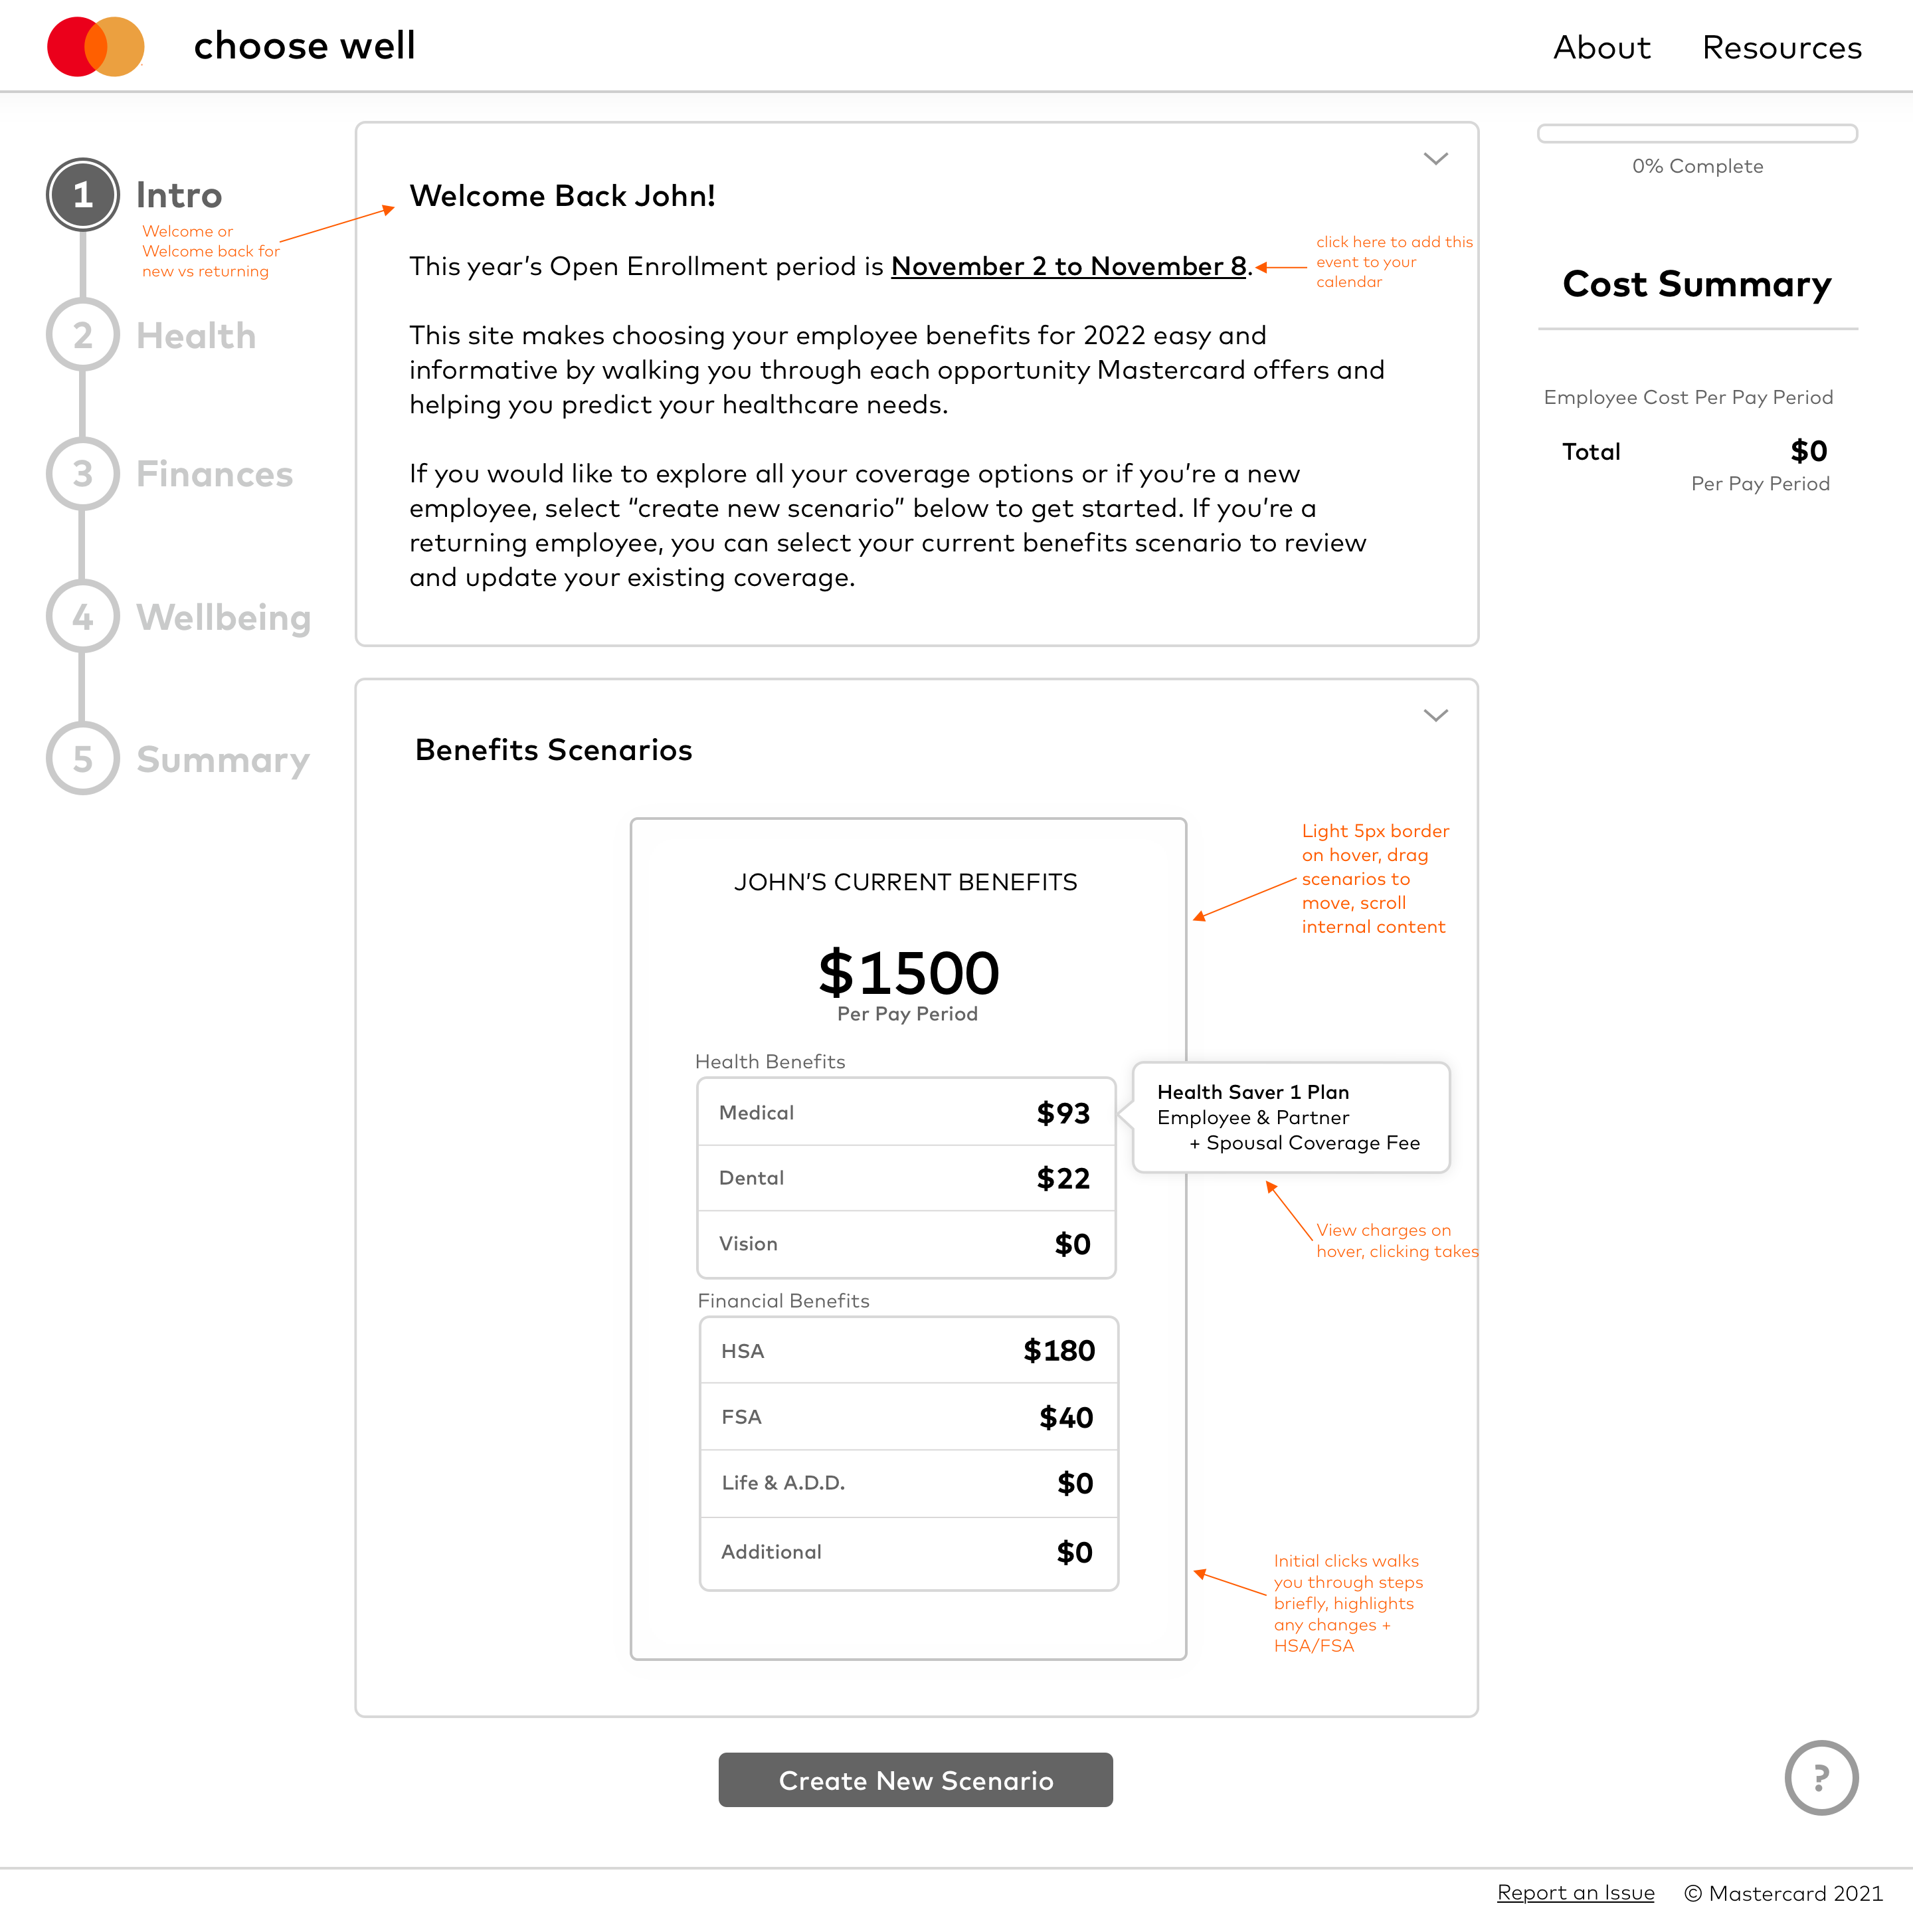 choose well
About
Resources
1
Intro
Welcome or
Welcome back for
new vs returning
2
Health
3
Finances
4
Wellbeing
5
Summary
Welcome Back John!
This year’s Open Enrollment period is November 2 to November 8.
click here to add this
event to your
calendar
This site makes choosing your employee benefits for 2022 easy and
informative by walking you through each opportunity Mastercard offers and
helping you predict your healthcare needs.
If you would like to explore all your coverage options or if you’re a new
employee, select “create new scenario” below to get started. If you’re a
returning employee, you can select your current benefits scenario to review
and update your existing coverage.
0% Complete
Cost Summary
Employee Cost Per Pay Period
Total
$0
Per Pay Period
Benefits Scenarios
JOHN’S CURRENT BENEFITS
$1500
Per Pay Period
Light 5px border
on hover, drag
scenarios to
move, scroll
internal content
Health Benefits
Medical
$93
Dental
$22
Vision
$0
Health Saver 1 Plan
Employee & Partner
+ Spousal Coverage Fee
View charges on
hover, clicking takes
Financial Benefits
HSA
$180
FSA
$40
Life & A.D.D.
$0
Additional
$0
Initial clicks walks
you through steps
briefly, highlights
any changes +
HSA/FSA
Create New Scenario
?
Report an Issue
© Mastercard 2021